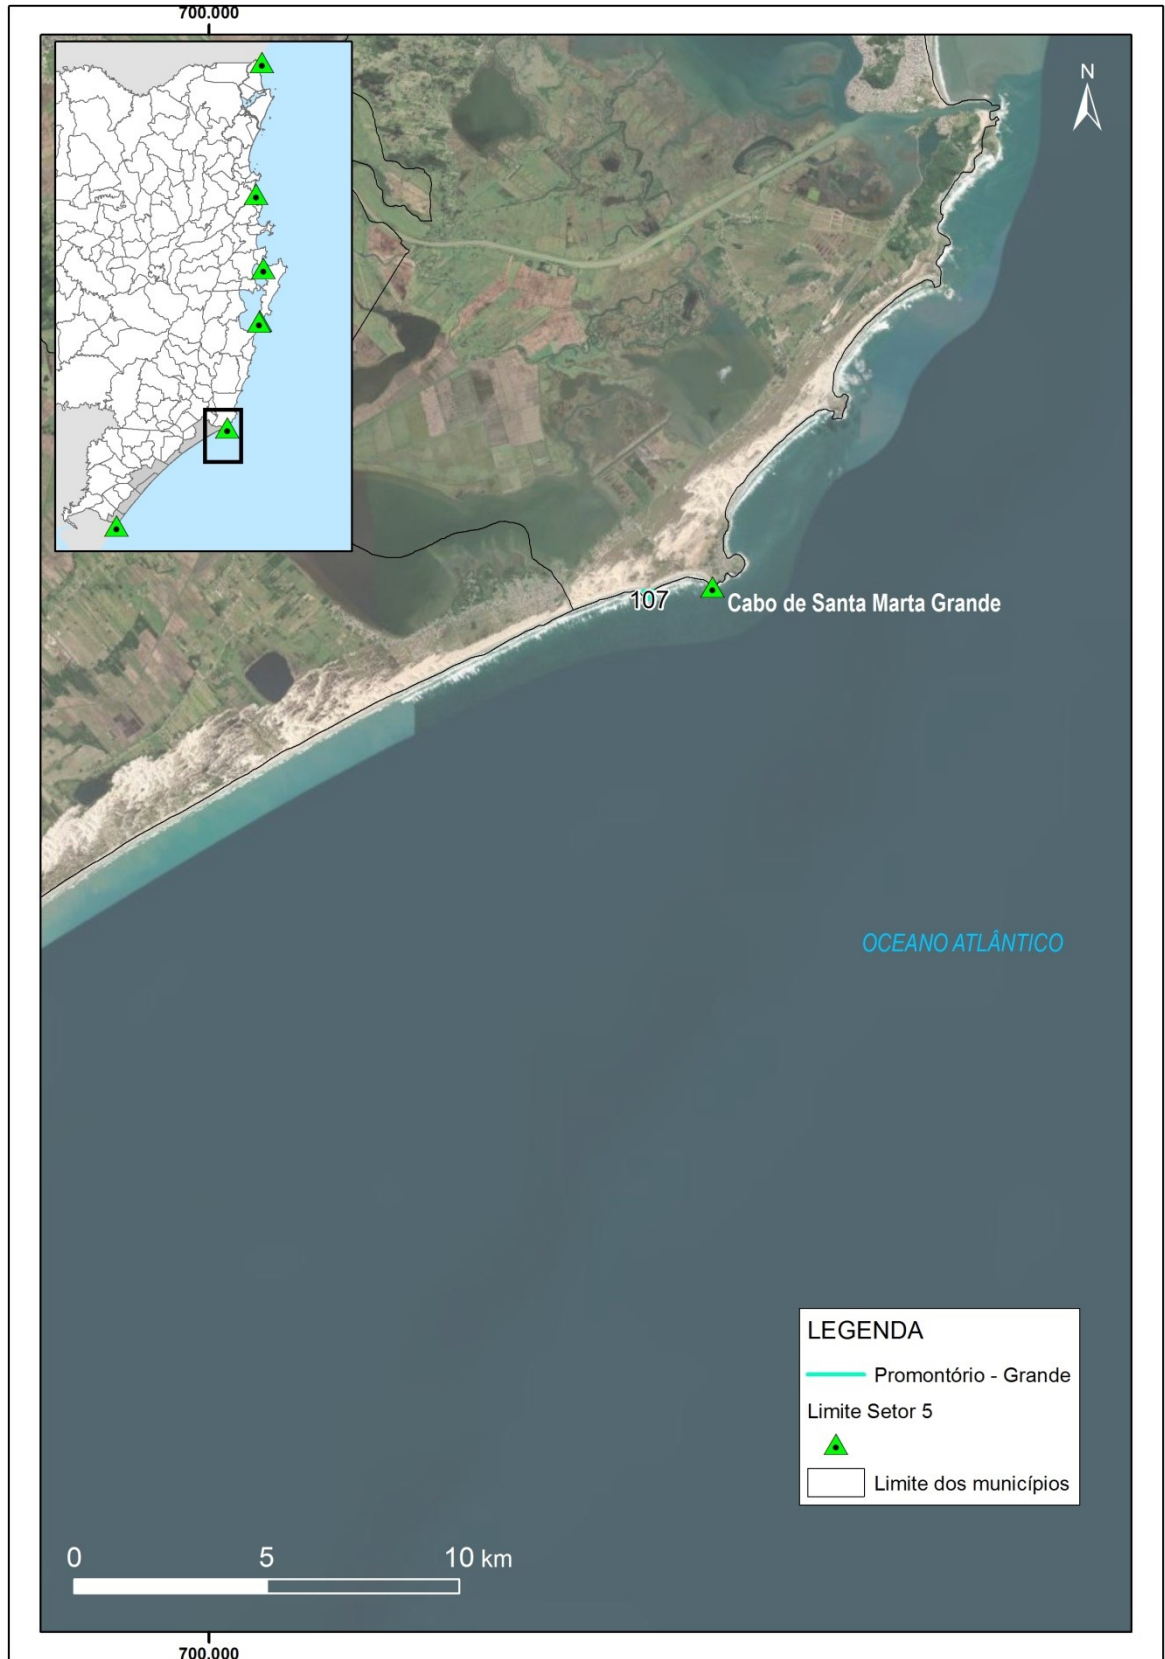 700.000
N
107
Cabo de Santa Marta Grande
OCEANO ATLÂNTICO
LEGENDA
Promontório - Grande
Limite Setor 5
Limite dos municípios
0 5 10 km
700.000